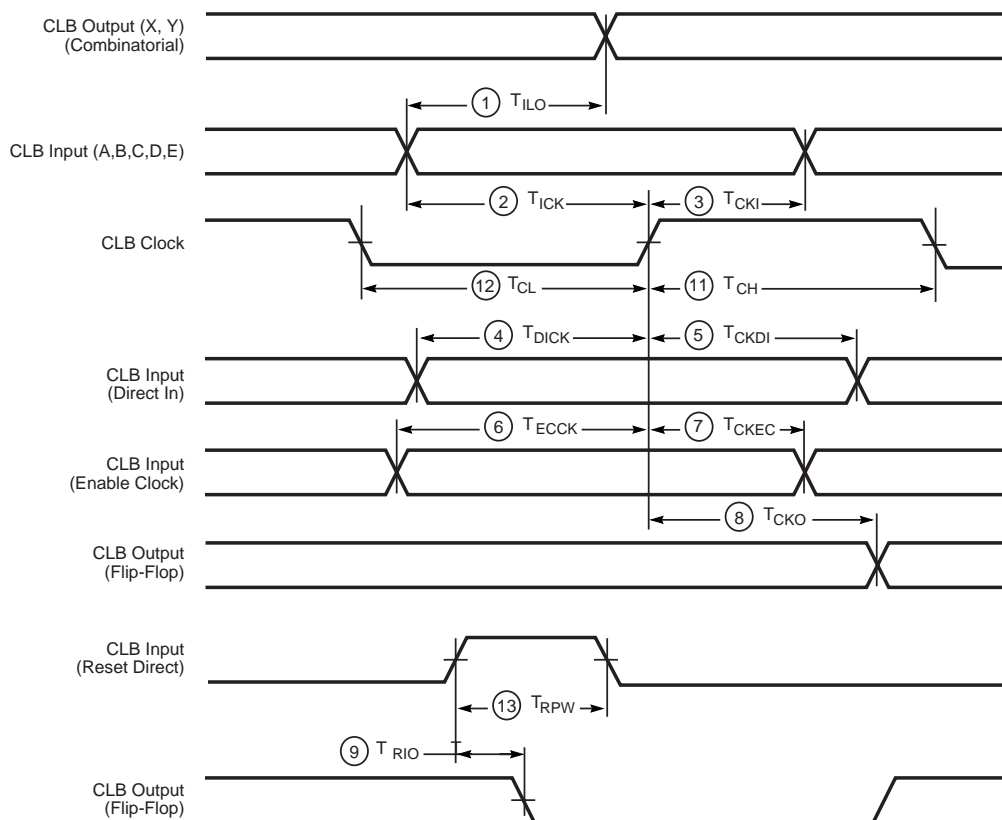 CLB Output (X, Y)
(Combinatorial)
1 TILO
CLB Input (A,B,C,D,E)
2 TICK
3 TCKI
CLB Clock
12 TCL
11 TCH
4 TDICK
5 TCKDI
CLB Input
(Direct In)
6 TECCK
7 TCKEC
CLB Input
(Enable Clock)
8 TCKO
CLB Output
(Flip-Flop)
CLB Input
(Reset Direct)
13 TRPW
9 T RIO
T
CLB Output
(Flip-Flop)